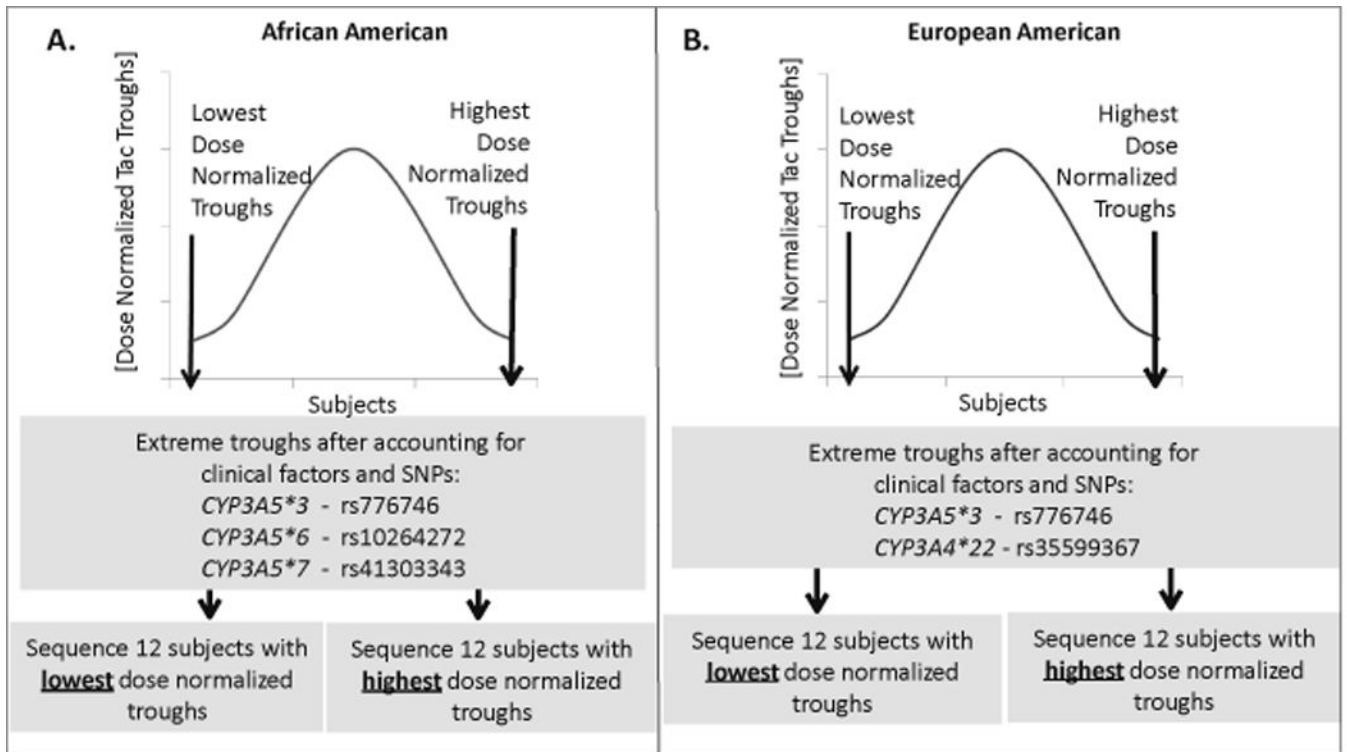 A.
African American
[Dose Normalized Tac Troughs]
Lowest
Dose
Normalized
Troughs
Highest
Dose
Normalized
Troughs
Subjects
Extreme troughs after accounting for
clinical factors and SNPs:
CYP3A5*3 - rs776746
CYP3A5*6 - rs10264272
CYP3A5*7 - rs41303343
Sequence 12 subjects with
lowest dose normalized
troughs
Sequence 12 subjects with
highest dose normalized
troughs
B.
European American
[Dose Normalized Tac Troughs]
Lowest
Dose
Normalized
Troughs
Highest
Dose
Normalized
Troughs
Subjects
Extreme troughs after accounting for
clinical factors and SNPs:
CYP3A5*3 - rs776746
CYP3A4*22 - rs35599367
Sequence 12 subjects with
lowest dose normalized
troughs
Sequence 12 subjects with
highest dose normalized
troughs